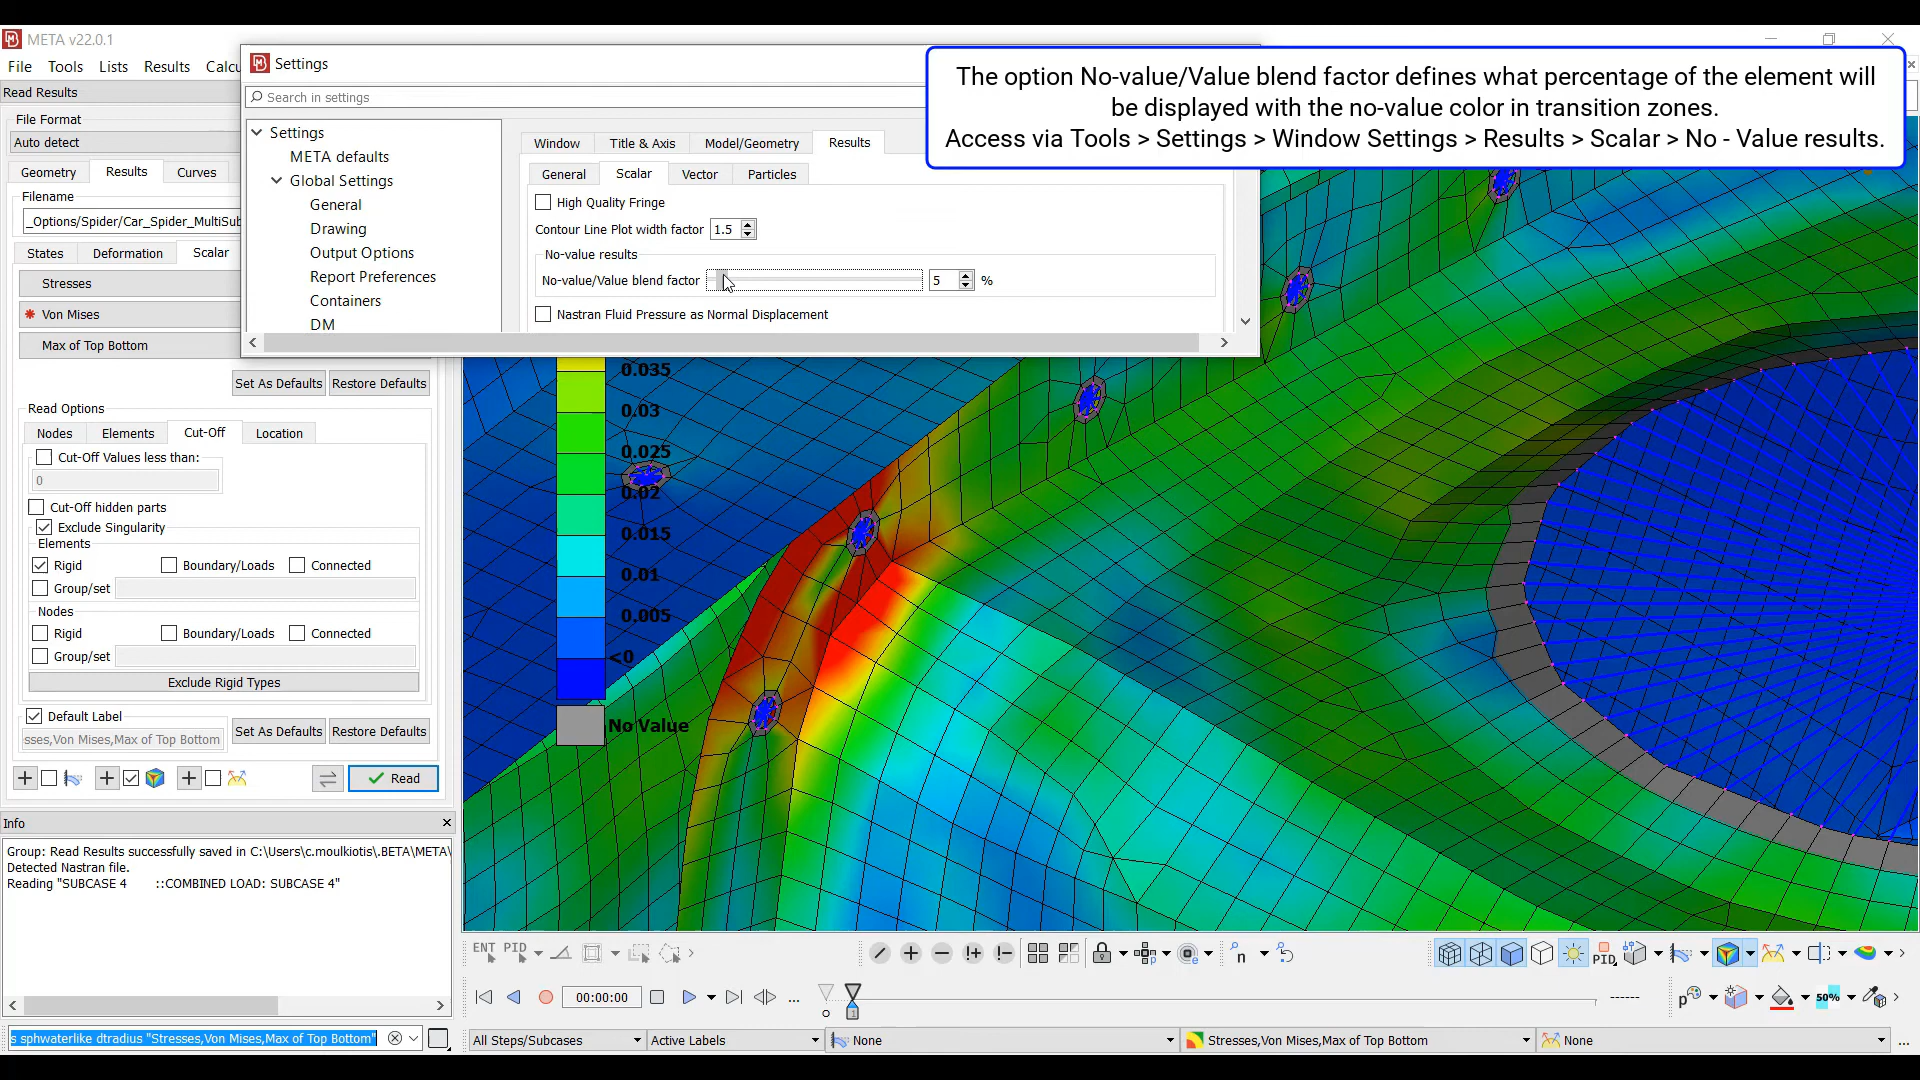 META v22.0.1
File Tools Lists Results Calcu
Read Results
File Format
Auto detect
Geometry Results Curves
Filename
_Options/Spider/Car_Spider_MultiSub
States Deformation Scalar
Stresses
Von Mises
Max of Top Bottom
Set As Defaults Restore Defaults
Read Options
Nodes Elements Cut-Off Location
Cut-Off Values less than:
0
Cut-Off hidden parts
Exclude Singularity
Elements
Rigid Boundary/Loads Connected
Group/set
Nodes
Rigid Boundary/Loads Connected
Group/set
Exclude Rigid Types
Default Label
sses,Von Mises,Max of Top Bottom Set As Defaults Restore Defaults
Read
Info
Group: Read Results successfully saved in C:\Users\c.moulkiotis\.BETA\META\
Detected Nastran file.
Reading "SUBCASE 4 ::COMBINED LOAD: SUBCASE 4"
s sphwaterlike dtradius "Stresses,Von Mises,Max of Top Bottom"
Settings
Search in settings
Settings
META defaults
Global Settings
General
Drawing
Output Options
Report Preferences
Containers
DM
Window Title & Axis Model/Geometry Results
General Scalar Vector Particles
High Quality Fringe
Contour Line Plot width factor 1.5
No-value results
No-value/Value blend factor 5 %
Nastran Fluid Pressure as Normal Displacement
The option No-value/Value blend factor defines what percentage of the element will
be displayed with the no-value color in transition zones.
Access via Tools > Settings > Window Settings > Results > Scalar > No - Value results.
0.035
0.03
0.025
0.02
0.015
0.01
0.005
<0
No Value
ENT PID
n
PID
00:00:00
...
1
------
50%
All Steps/Subcases Active Labels None Stresses,Von Mises,Max of Top Bottom None ...